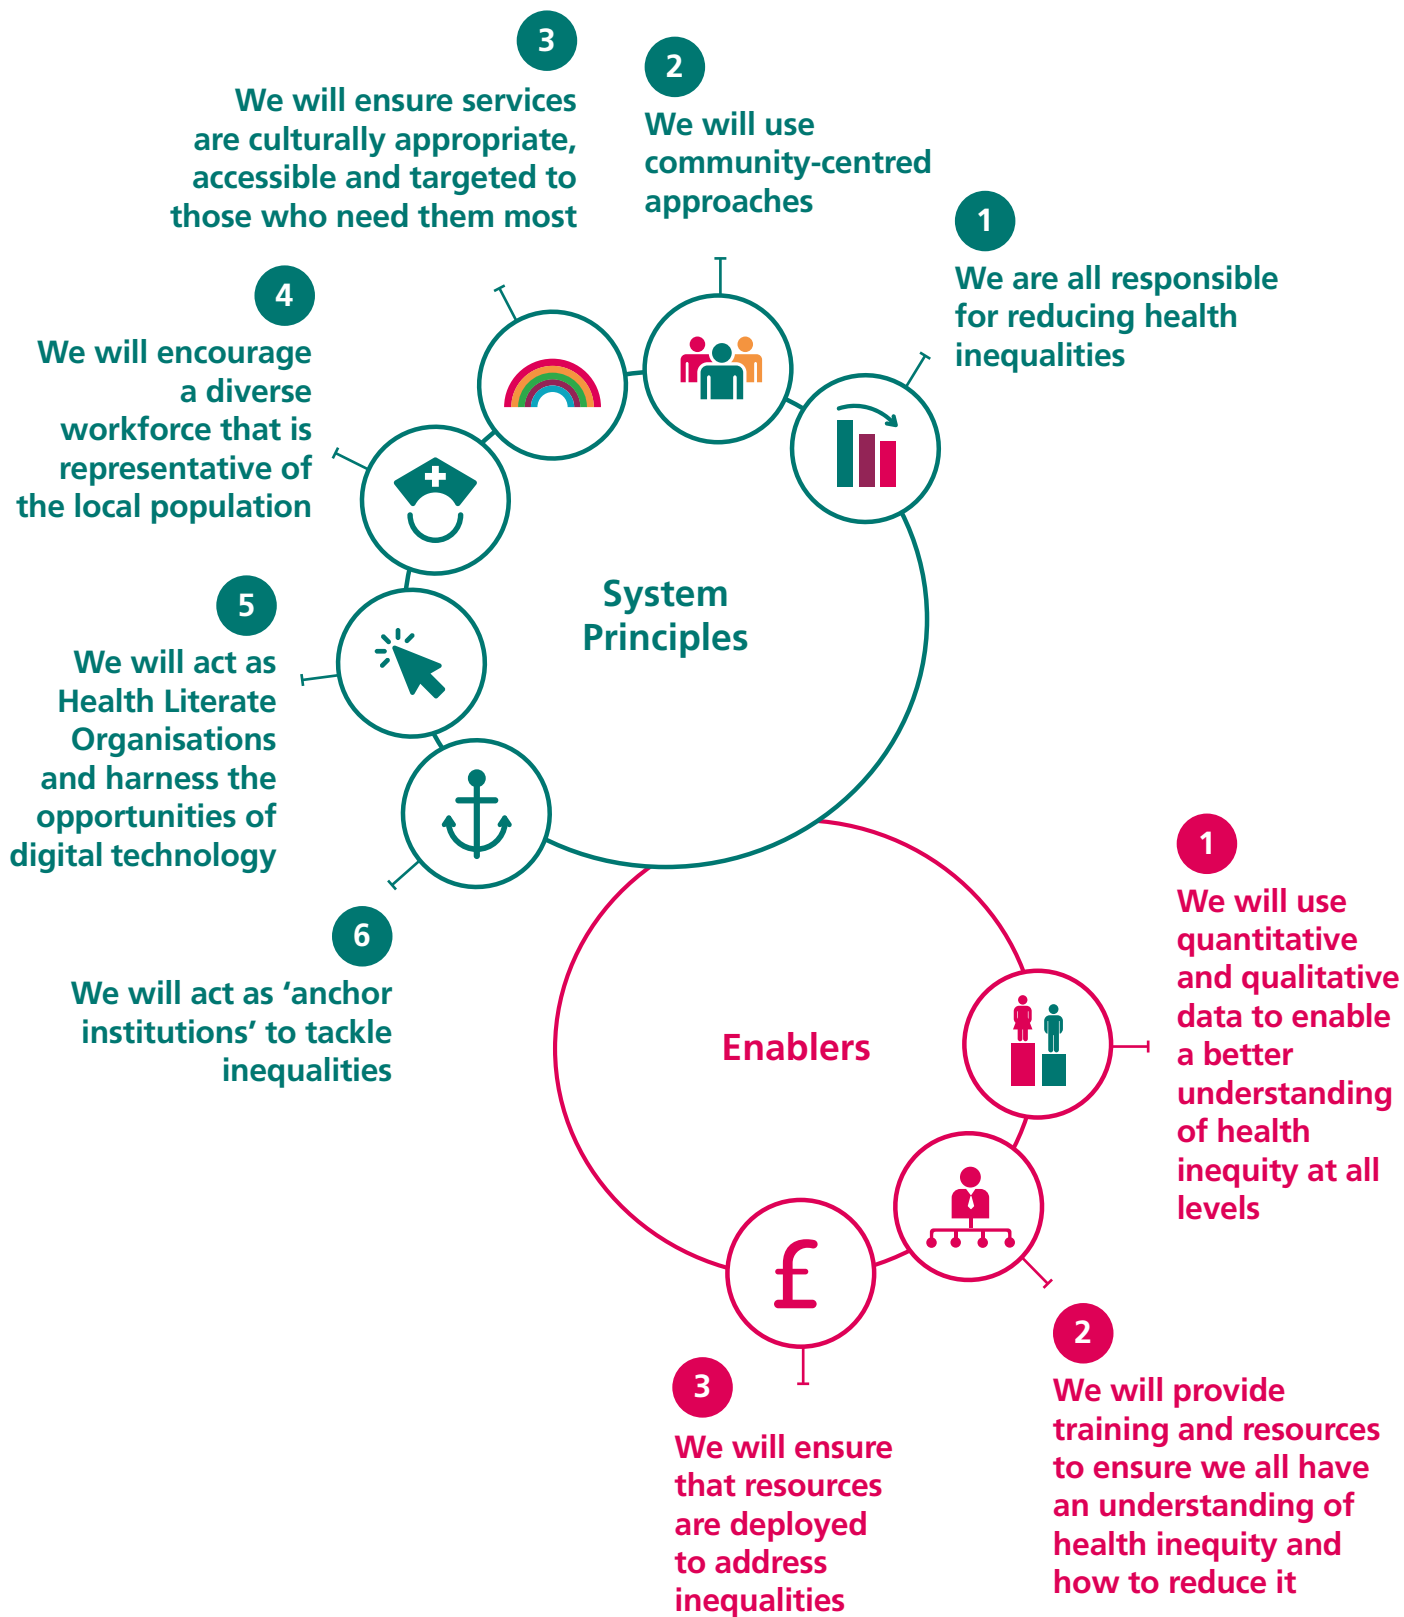 System
Principles
1
We are all responsible
for reducing health
inequalities
2
We will use
community-centred
approaches
3
We will ensure services
are culturally appropriate,
accessible and targeted to
those who need them most
4
We will encourage
a diverse
workforce that is
representative of
the local population
5
We will act as
Health Literate
Organisations
and harness the
opportunities of
digital technology
6
We will act as ‘anchor
institutions’ to tackle
inequalities
Enablers
1
We will use
quantitative
and qualitative
data to enable
a better
understanding
of health
inequity at all
levels
2
We will provide
training and resources
to ensure we all have
an understanding of
health inequity and
how to reduce it
£
3
We will ensure
that resources
are deployed
to address
inequalities